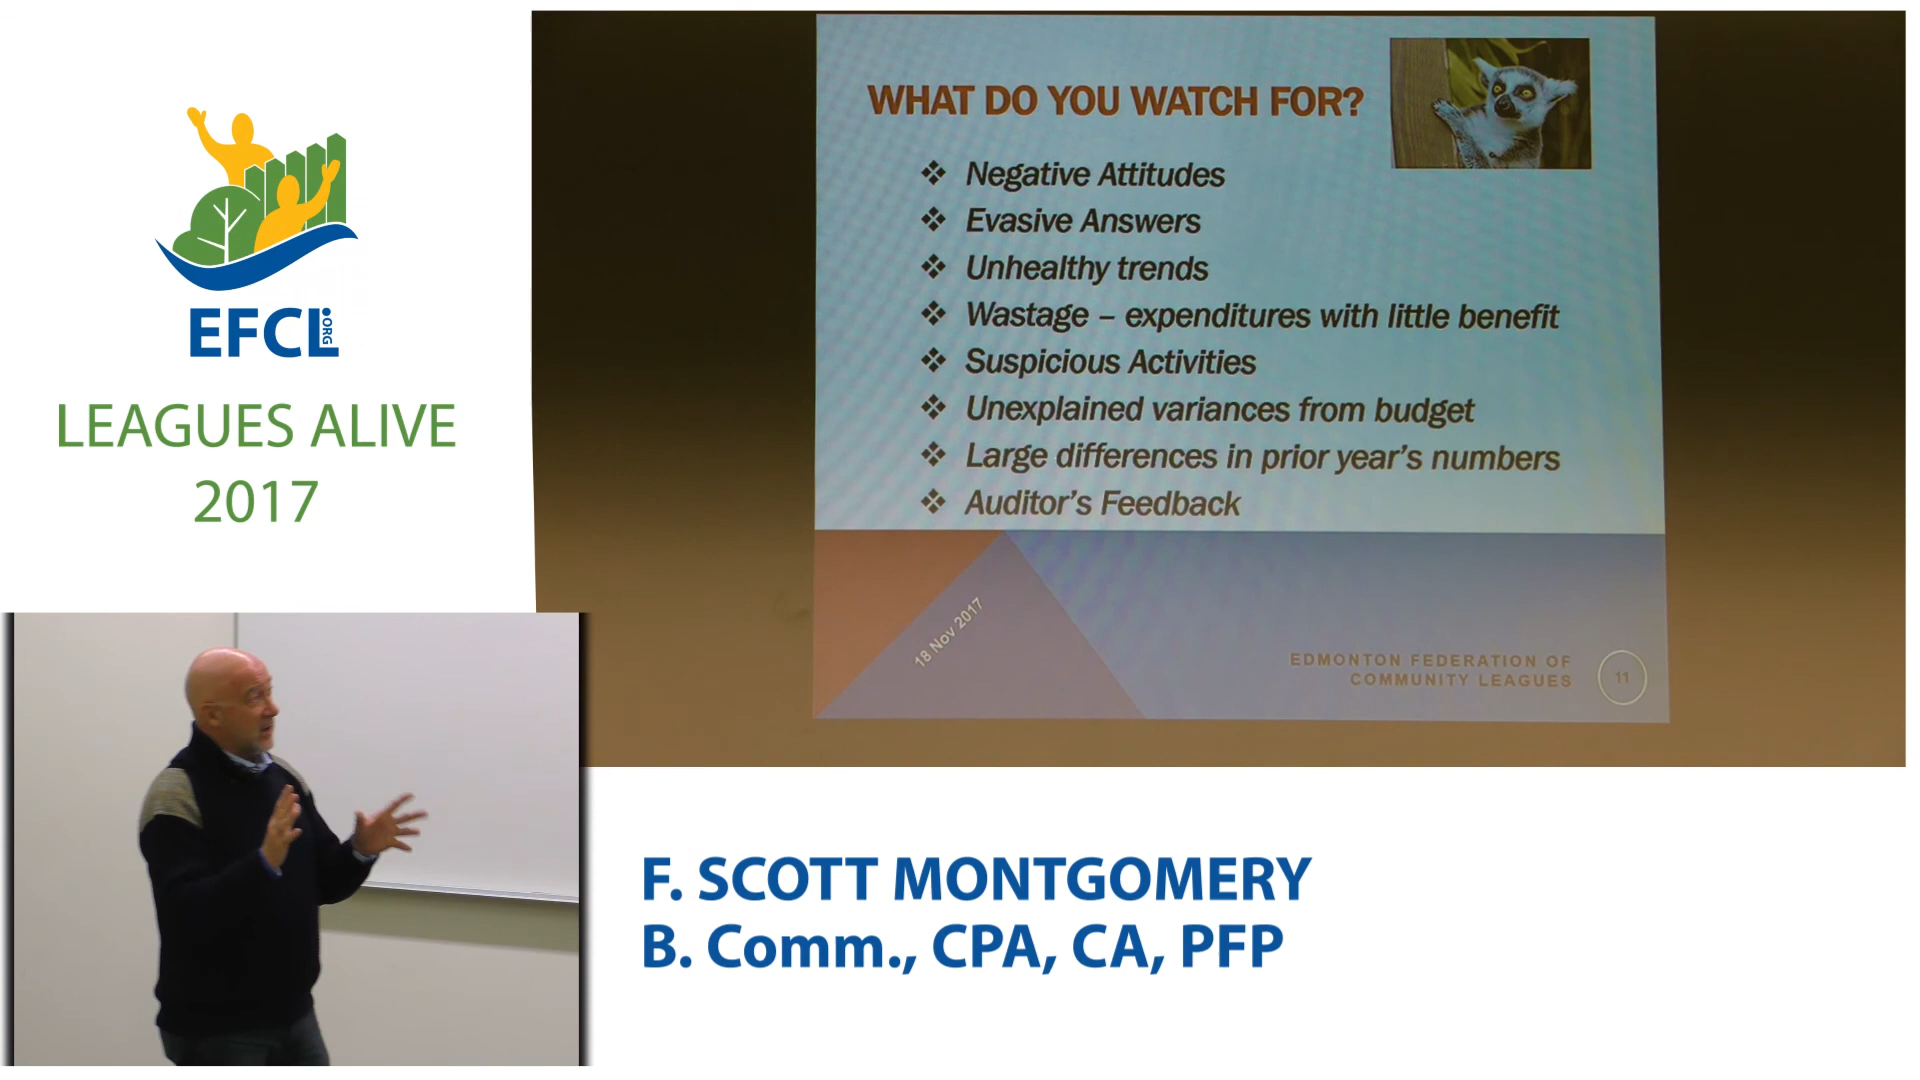 EFCL.ORG
LEAGUES ALIVE
2017
WHAT DO YOU WATCH FOR?
❖ Negative Attitudes
❖ Evasive Answers
❖ Unhealthy trends
❖ Wastage – expenditures with little benefit
❖ Suspicious Activities
❖ Unexplained variances from budget
❖ Large differences in prior year's numbers
❖ Auditor's Feedback
18 Nov 2017
EDMONTON FEDERATION OF
COMMUNITY LEAGUES
11
F. SCOTT MONTGOMERY
B. Comm., CPA, CA, PFP